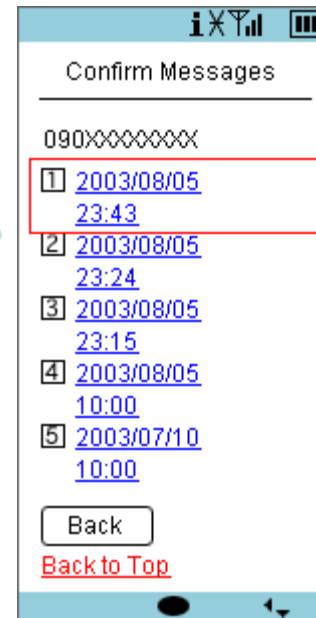 Confirm Messages
090XXXXXXXX
1 2003/08/05
23:43
2 2003/08/05
23:24
3 2003/08/05
23:15
4 2003/08/05
10:00
5 2003/07/10
10:00
Back
Back to Top